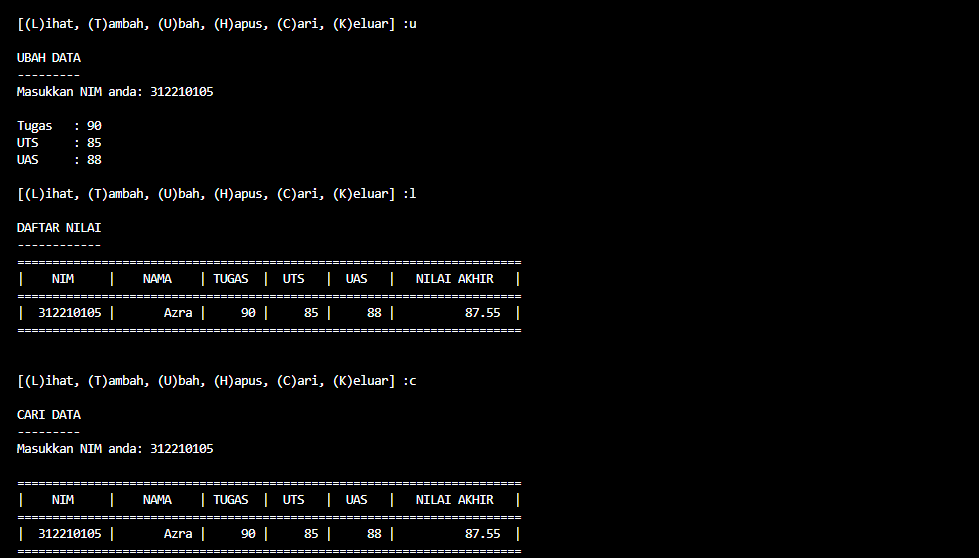 [(L)ihat, (T)ambah, (U)bah, (H)apus, (C)ari, (K)eluar] :u
UBAH DATA
---------
Masukkan NIM anda: 312210105
Tugas   : 90
UTS     : 85
UAS     : 88
[(L)ihat, (T)ambah, (U)bah, (H)apus, (C)ari, (K)eluar] :l
DAFTAR NILAI
------------
========================================================================
|    NIM     |    NAMA    | TUGAS  |  UTS   |  UAS   |   NILAI AKHIR   |
========================================================================
|  312210105 |       Azra |     90 |     85 |     88 |          87.55  |
========================================================================
[(L)ihat, (T)ambah, (U)bah, (H)apus, (C)ari, (K)eluar] :c
CARI DATA
---------
Masukkan NIM anda: 312210105
========================================================================
|    NIM     |    NAMA    | TUGAS  |  UTS   |  UAS   |   NILAI AKHIR   |
========================================================================
|  312210105 |       Azra |     90 |     85 |     88 |          87.55  |
========================================================================